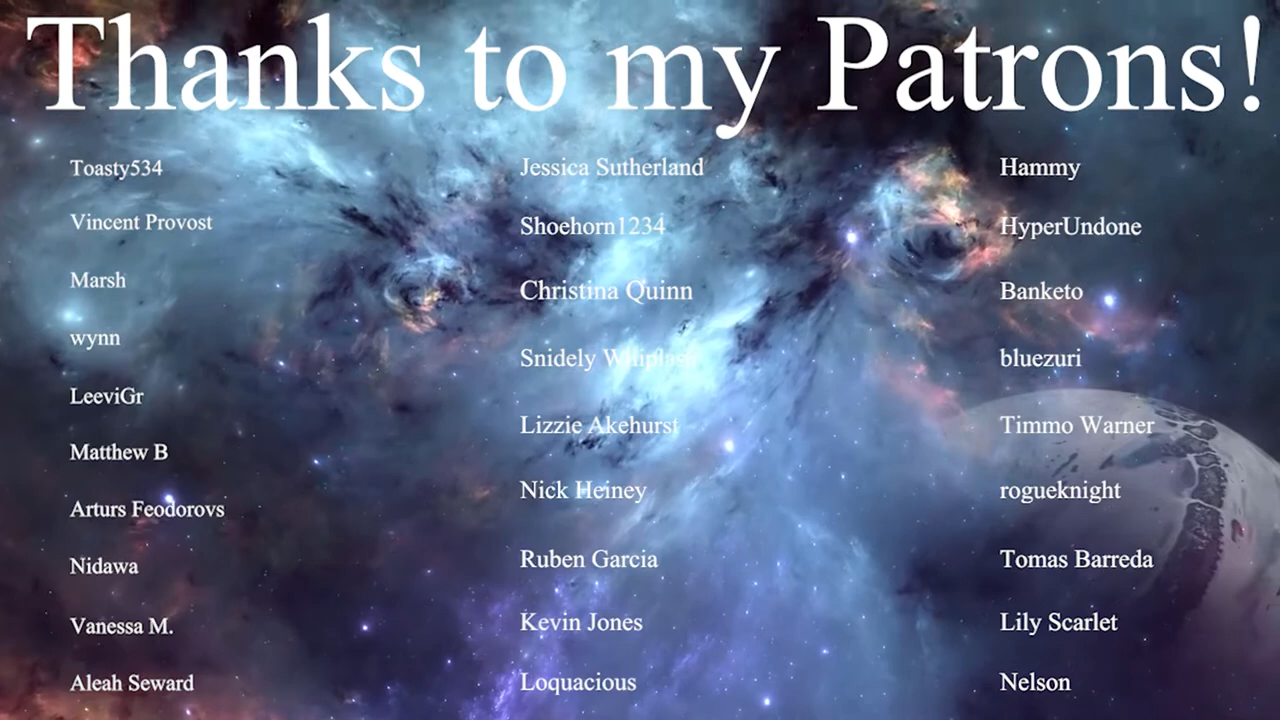 Thanks to my Patrons!
Toasty534
Vincent Provost
Marsh
wynn
LeeviGr
Matthew B
Arturs Feodorovs
Nidawa
Vanessa M.
Aleah Seward
Jessica Sutherland
Shoehorn1234
Christina Quinn
Snidely Whiplash
Lizzie Akehurst
Nick Heiney
Ruben Garcia
Kevin Jones
Loquacious
Hammy
HyperUndone
Banketo
bluezuri
Timmo Warner
rogueknight
Tomas Barreda
Lily Scarlet
Nelson